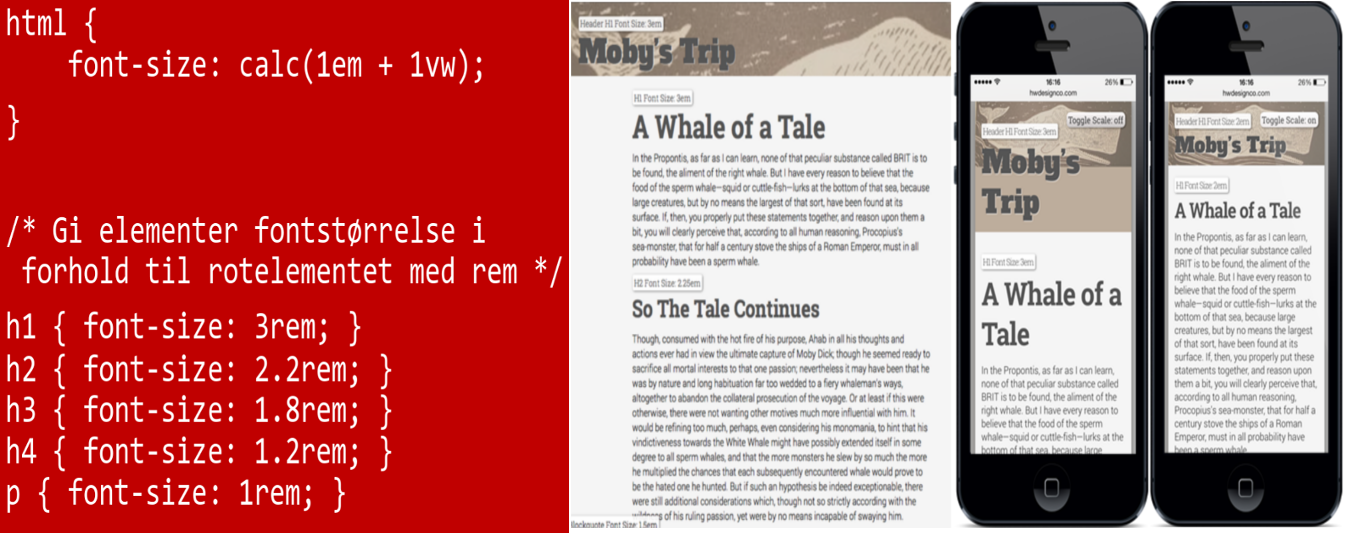 html {
font-size: calc(1em + 1vw);
}
/* Gi elementer fontstørrelse i
forhold til rotelementet med rem */
h1 { font-size: 3rem; }
h2 { font-size: 2.2rem; }
h3 { font-size: 1.8rem; }
h4 { font-size: 1.2rem; }
p { font-size: 1rem; }
Header H1 Font Size: 3em
Moby's Trip
H1 Font Size: 3em
A Whale of a Tale
In the Propontis, as far as I can learn, none of that peculiar substance called BRIT is to
be found, the aliment of the right whale. But I have every reason to believe that the
food of the sperm whale—squid or cuttle-fish—lurks at the bottom of that sea, because
large creatures, but by no means the largest of that sort, have been found at its
surface. If, then, you properly put these statements together, and reason upon them a
bit, you will clearly perceive that, according to all human reasoning, Procopius's
sea-monster, that for half a century stove the ships of a Roman Emperor, must in all
probability have been a sperm whale.
H2 Font Size: 2.25em
So The Tale Continues
Though, consumed with the hot fire of his purpose, Ahab in all his thoughts and
actions ever had in view the ultimate capture of Moby Dick; though he seemed ready to
sacrifice all mortal interests to that one passion; nevertheless it may have been that he
was by nature and long habituation far too wedded to a fiery whaleman's ways,
altogether to abandon the collateral prosecution of the voyage. Or at least if this were
otherwise, there were not wanting other motives much more influential with him. It
would be refining too much, perhaps, even considering his monomania, to hint that his
vindictiveness towards the White Whale might have possibly extended itself in some
degree to all sperm whales, and that the more monsters he slew by so much the more
he multiplied the chances that each subsequently encountered whale would prove to
be the hated one he hunted. But if such an hypothesis be indeed exceptionable, there
were still additional considerations which, though not so strictly according with the
of his ruling passion, yet were by no means incapable of swaying him.
lockquote Font Size: 1.5em
16:16
26%
hwdesignco.com
Toggle Scale: off
Header H1 Font Size: 3em
Moby's
Trip
H1 Font Size: 3em
A Whale of a
Tale
In the Propontis, as far as I can learn,
none of that peculiar substance called
BRIT is to be found, the aliment of the
right whale. But I have every reason to
believe that the food of the sperm
whale—squid or cuttle-fish—lurks at the
bottom of that sea, because large
16:16
26%
hwdesignco.com
Toggle Scale: on
Header H1 Font Size: 2em
Moby's Trip
H1 Font Size: 2em
A Whale of a Tale
In the Propontis, as far as I can learn,
none of that peculiar substance called
BRIT is to be found, the aliment of the
right whale. But I have every reason to
believe that the food of the sperm
whale—squid or cuttle-fish—lurks at the
bottom of that sea, because large
creatures, but by no means the largest
of that sort, have been found at its
surface. If, then, you properly put these
statements together, and reason upon
them a bit, you will clearly perceive that,
according to all human reasoning,
Procopius's sea-monster, that for half a
century stove the ships of a Roman
Emperor, must in all probability have
been a sperm whale.